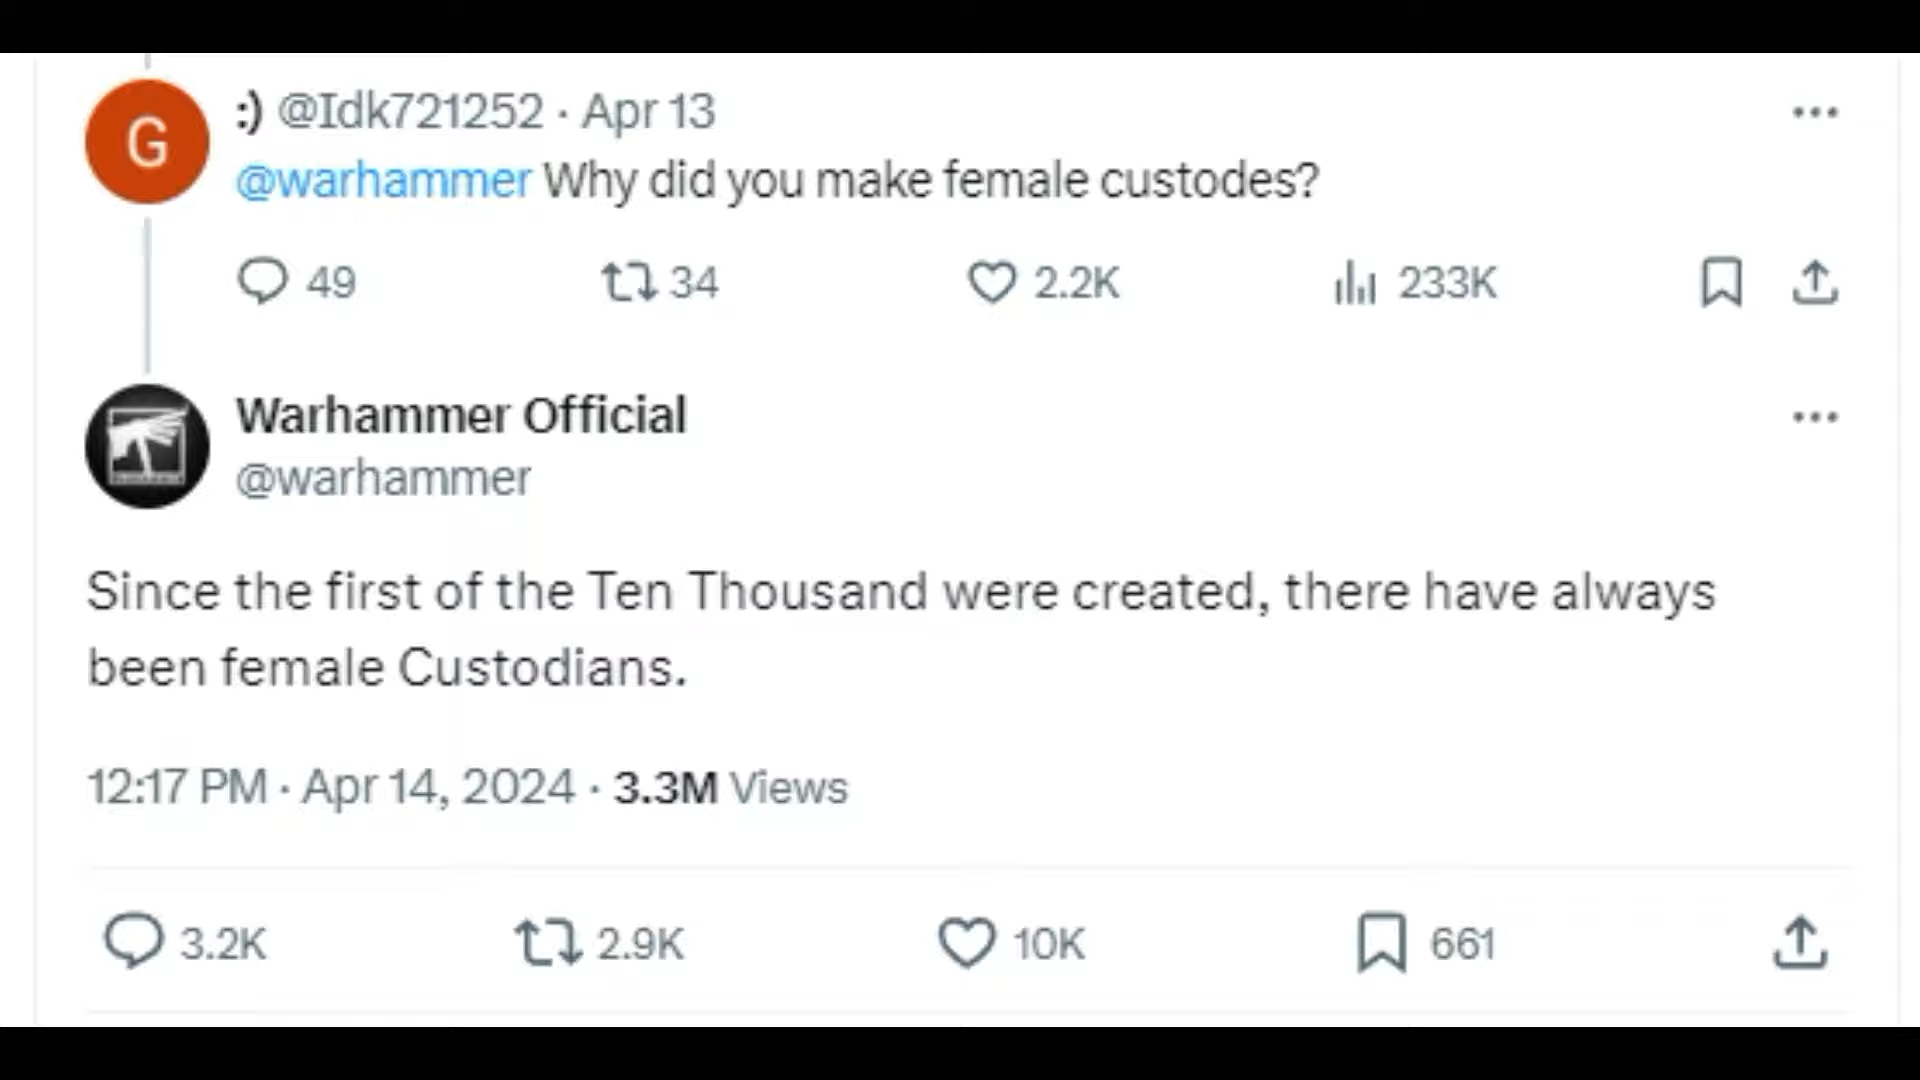 G
:) @Idk721252 · Apr 13
@warhammer Why did you make female custodes?
49 34 2.2K 233K
Warhammer Official
@warhammer
Since the first of the Ten Thousand were created, there have always
been female Custodians.
12:17 PM · Apr 14, 2024 · 3.3M Views
3.2K 2.9K 10K 661